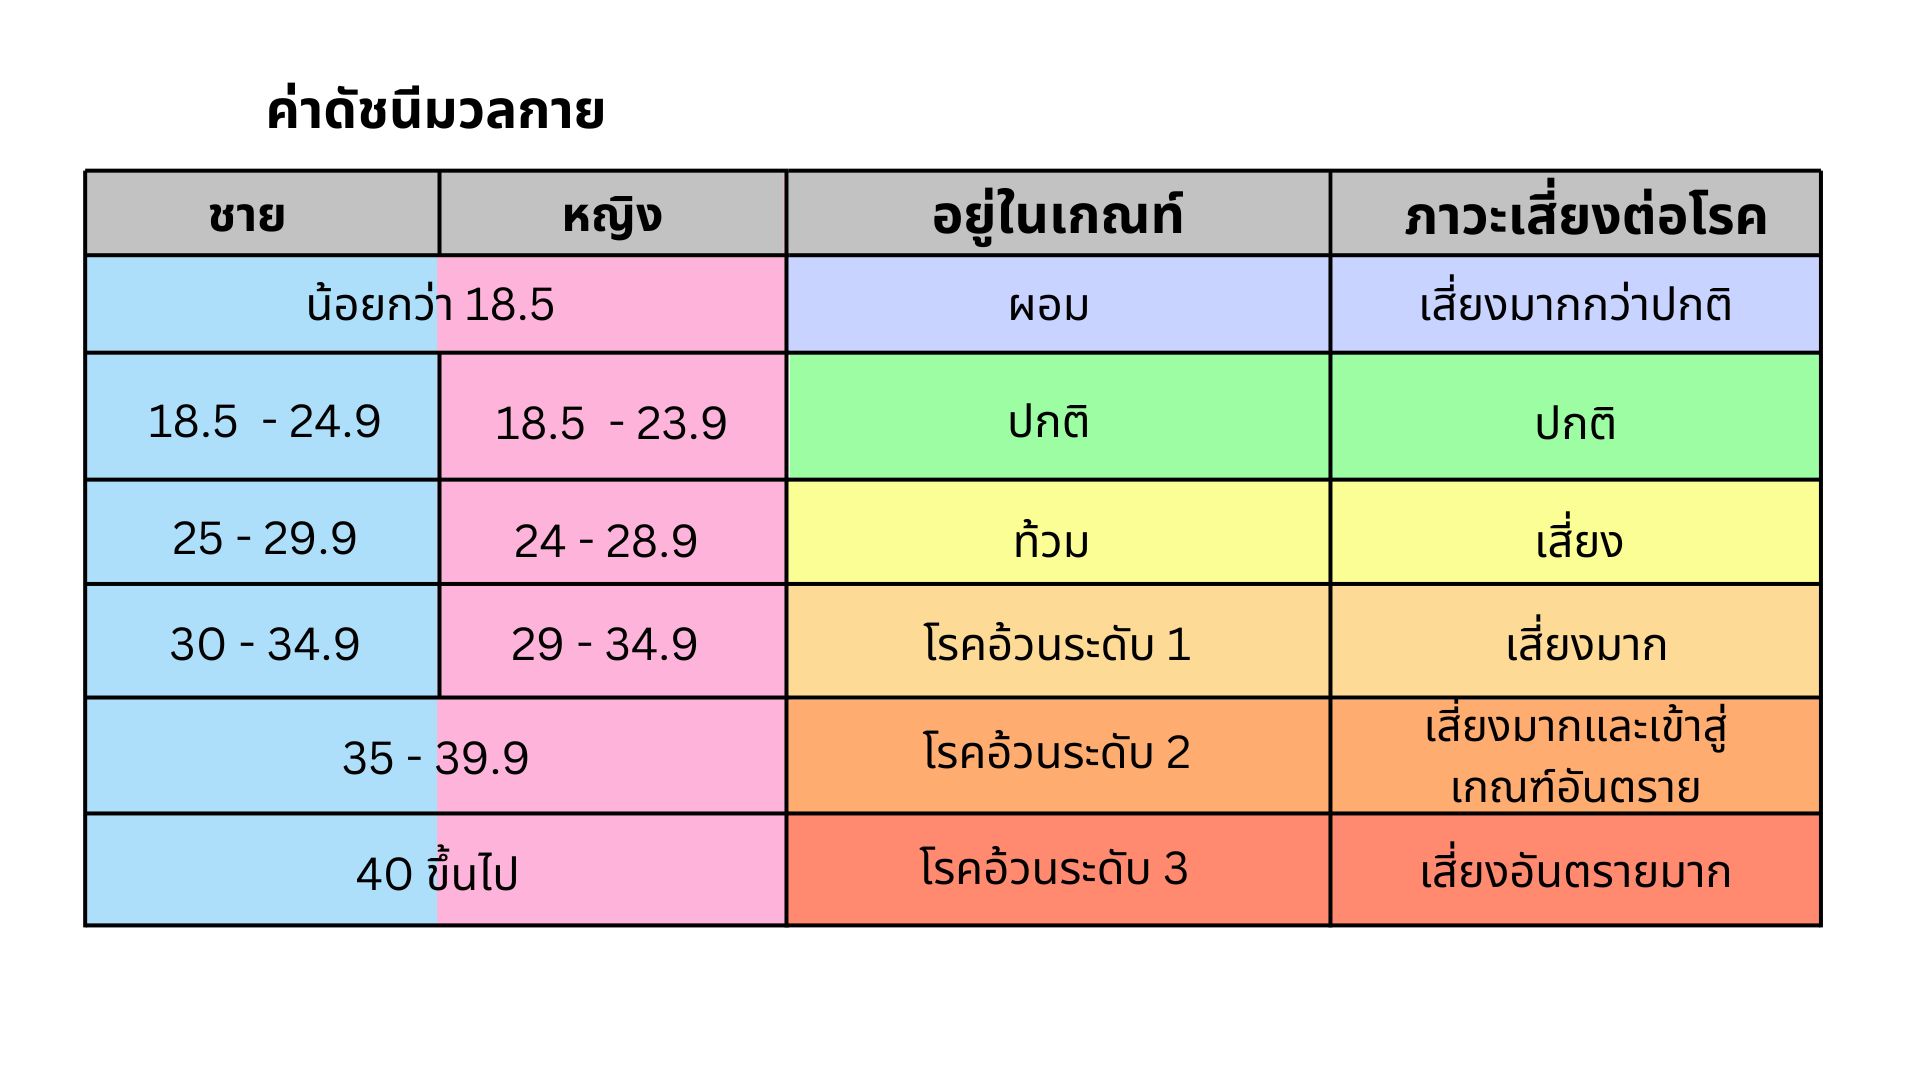 ค่าดัชนีมวลกาย
ชาย หญิง อยู่ในเกณท์ ภาวะเสี่ยงต่อโรค
น้อยกว่า 18.5 ผอม เสี่ยงมากกว่าปกติ
18.5 - 24.9 18.5 - 23.9 ปกติ ปกติ
25 - 29.9 24 - 28.9 ท้วม เสี่ยง
30 - 34.9 29 - 34.9 โรคอ้วนระดับ 1 เสี่ยงมาก
35 - 39.9 โรคอ้วนระดับ 2 เสี่ยงมากและเข้าสู่
เกณฑ์อันตราย
40 ขึ้นไป โรคอ้วนระดับ 3 เสี่ยงอันตรายมาก